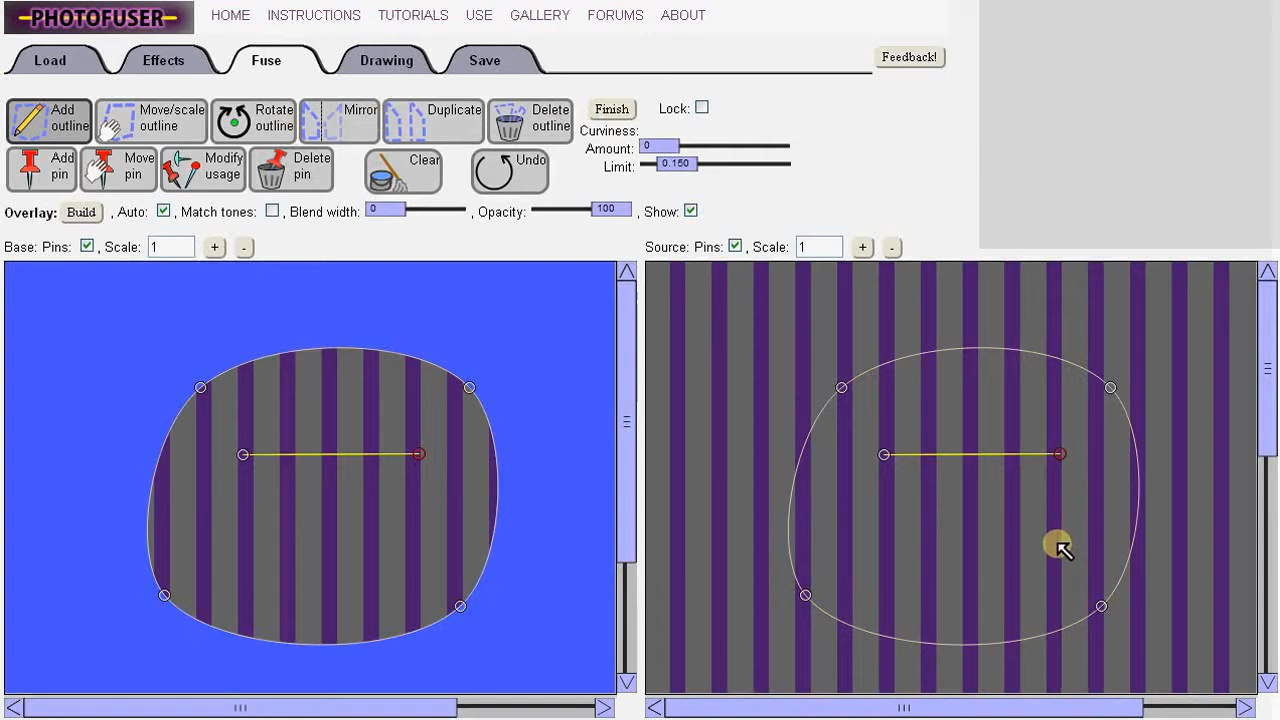 PHOTOFUSER HOME INSTRUCTIONS TUTORIALS USE GALLERY FORUMS ABOUT
Load Effects Fuse Drawing Save Feedback!
Add outline
Move/scale outline
Rotate outline
Mirror
Duplicate
Delete outline
Finish Lock:
Curviness:
Amount: 0
Limit: 0.150
Add pin
Move pin
Modify usage
Delete pin
Clear
Undo
Overlay: Build , Auto: , Match tones: , Blend width: 0 , Opacity: 100 , Show:
Base: Pins: , Scale: 1 + -
Source: Pins: , Scale: 1 + -